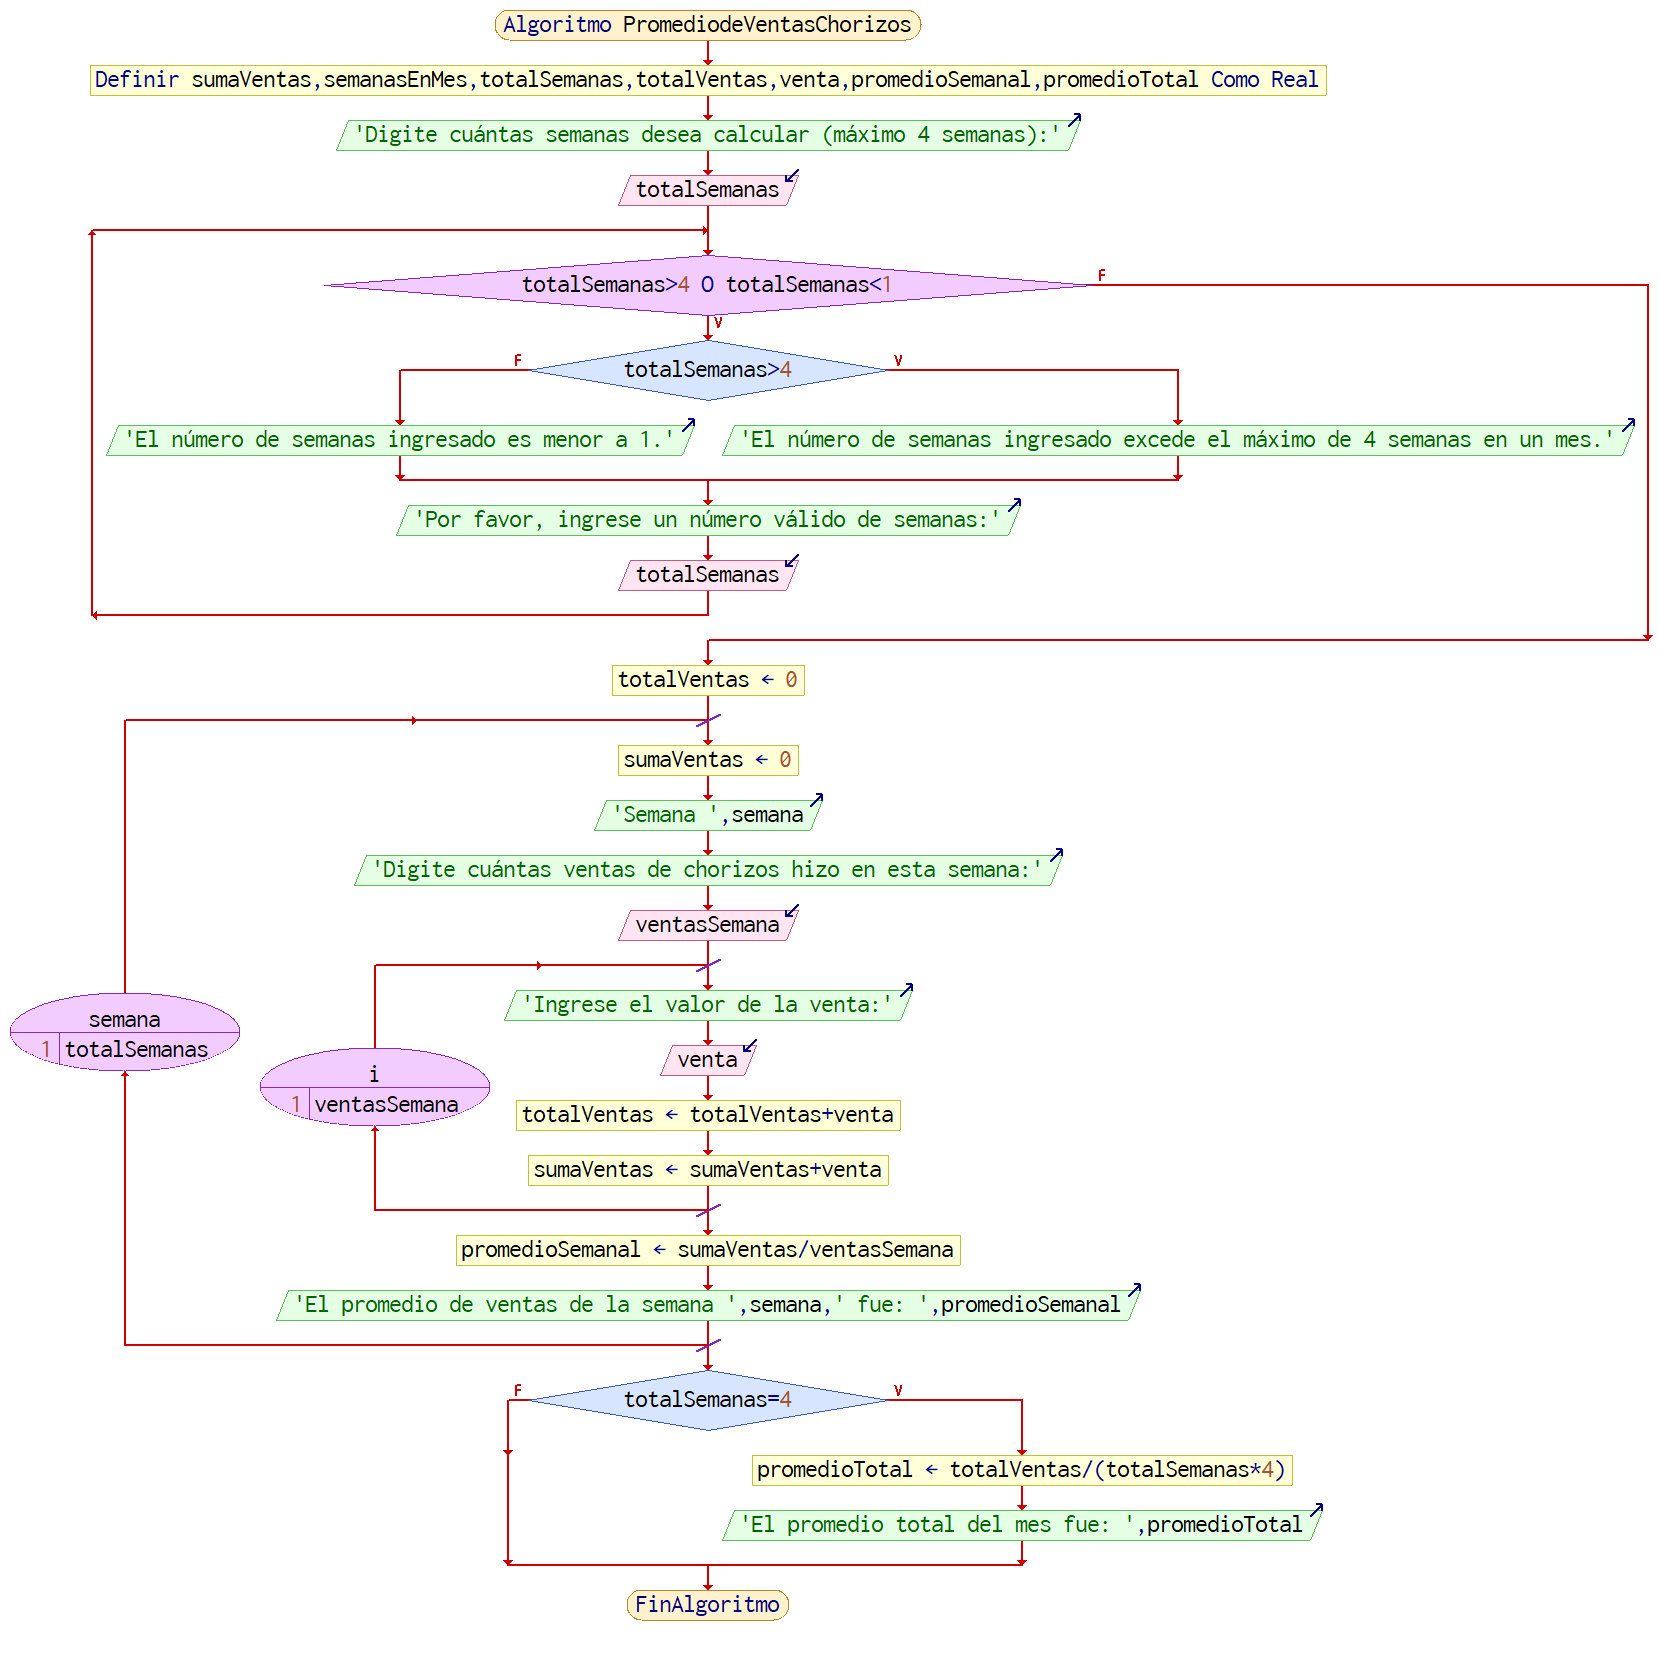 Algoritmo PromediodeVentasChorizos
Definir sumaVentas,semanasEnMes,totalSemanas,totalVentas,venta,promedioSemanal,promedioTotal Como Real
'Digite cuántas semanas desea calcular (máximo 4 semanas):'
totalSemanas
totalSemanas>4 O totalSemanas<1
F
V
totalSemanas>4
F
V
'El número de semanas ingresado es menor a 1.'
'El número de semanas ingresado excede el máximo de 4 semanas en un mes.'
'Por favor, ingrese un número válido de semanas:'
totalSemanas
totalVentas ← 0
sumaVentas ← 0
'Semana ',semana
'Digite cuántas ventas de chorizos hizo en esta semana:'
ventasSemana
semana
1 totalSemanas
'Ingrese el valor de la venta:'
i
1 ventasSemana
venta
totalVentas ← totalVentas+venta
sumaVentas ← sumaVentas+venta
promedioSemanal ← sumaVentas/ventasSemana
'El promedio de ventas de la semana ',semana,' fue: ',promedioSemanal
totalSemanas=4
F
V
promedioTotal ← totalVentas/(totalSemanas*4)
'El promedio total del mes fue: ',promedioTotal
FinAlgoritmo